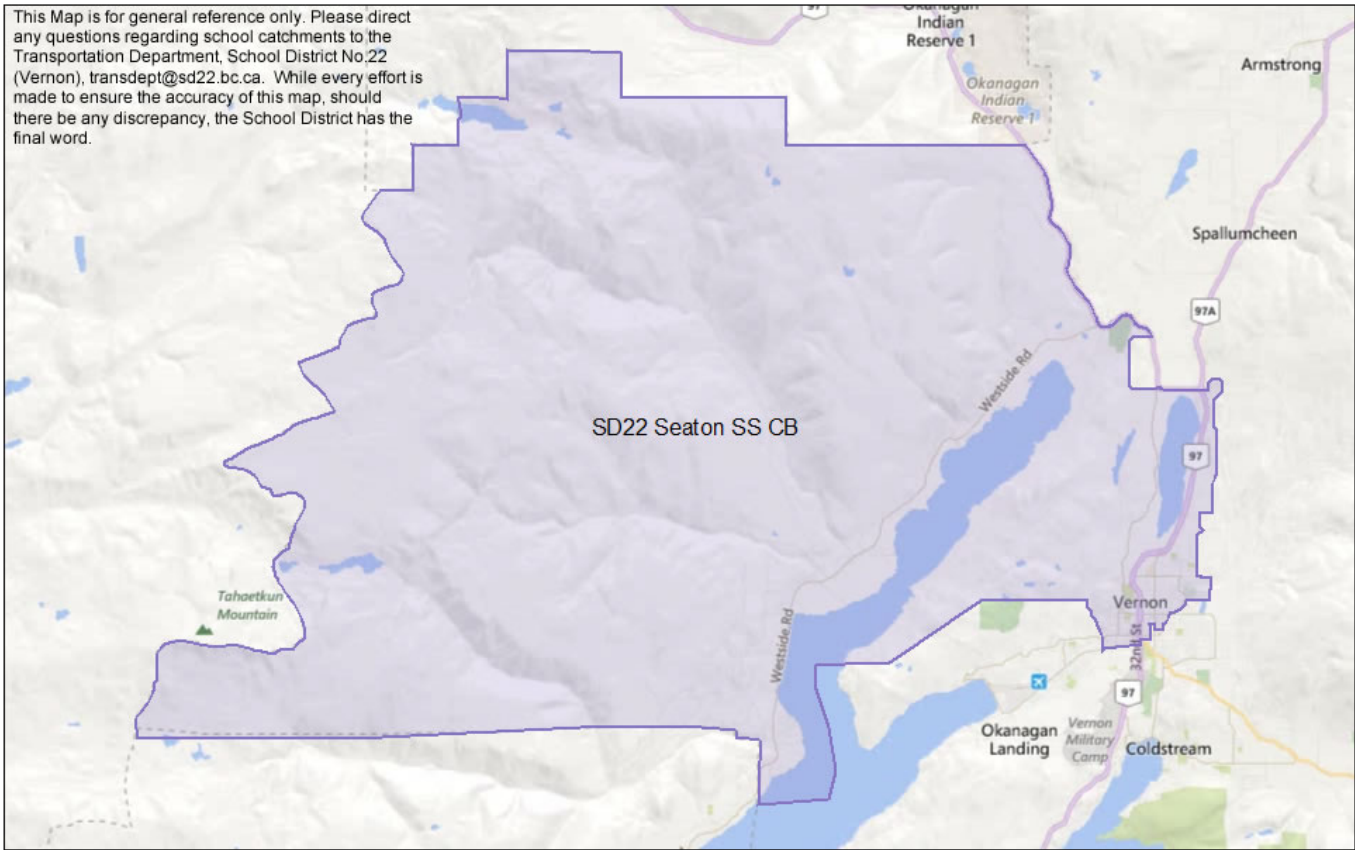 This Map is for general reference only. Please direct
any questions regarding school catchments to the
Transportation Department, School District No.22
(Vernon), transdept@sd22.bc.ca. While every effort is
made to ensure the accuracy of this map, should
there be any discrepancy, the School District has the
final word.
97
Okanagan
Indian
Reserve 1
Armstrong
Okanagan
Indian
Reserve 1
Spallumcheen
97A
Westside Rd
SD22 Seaton SS CB
97
Tahaetkun
Mountain
Vernon
Westside Rd
32nd St
97
Okanagan
Landing
Vernon
Military
Camp
Coldstream